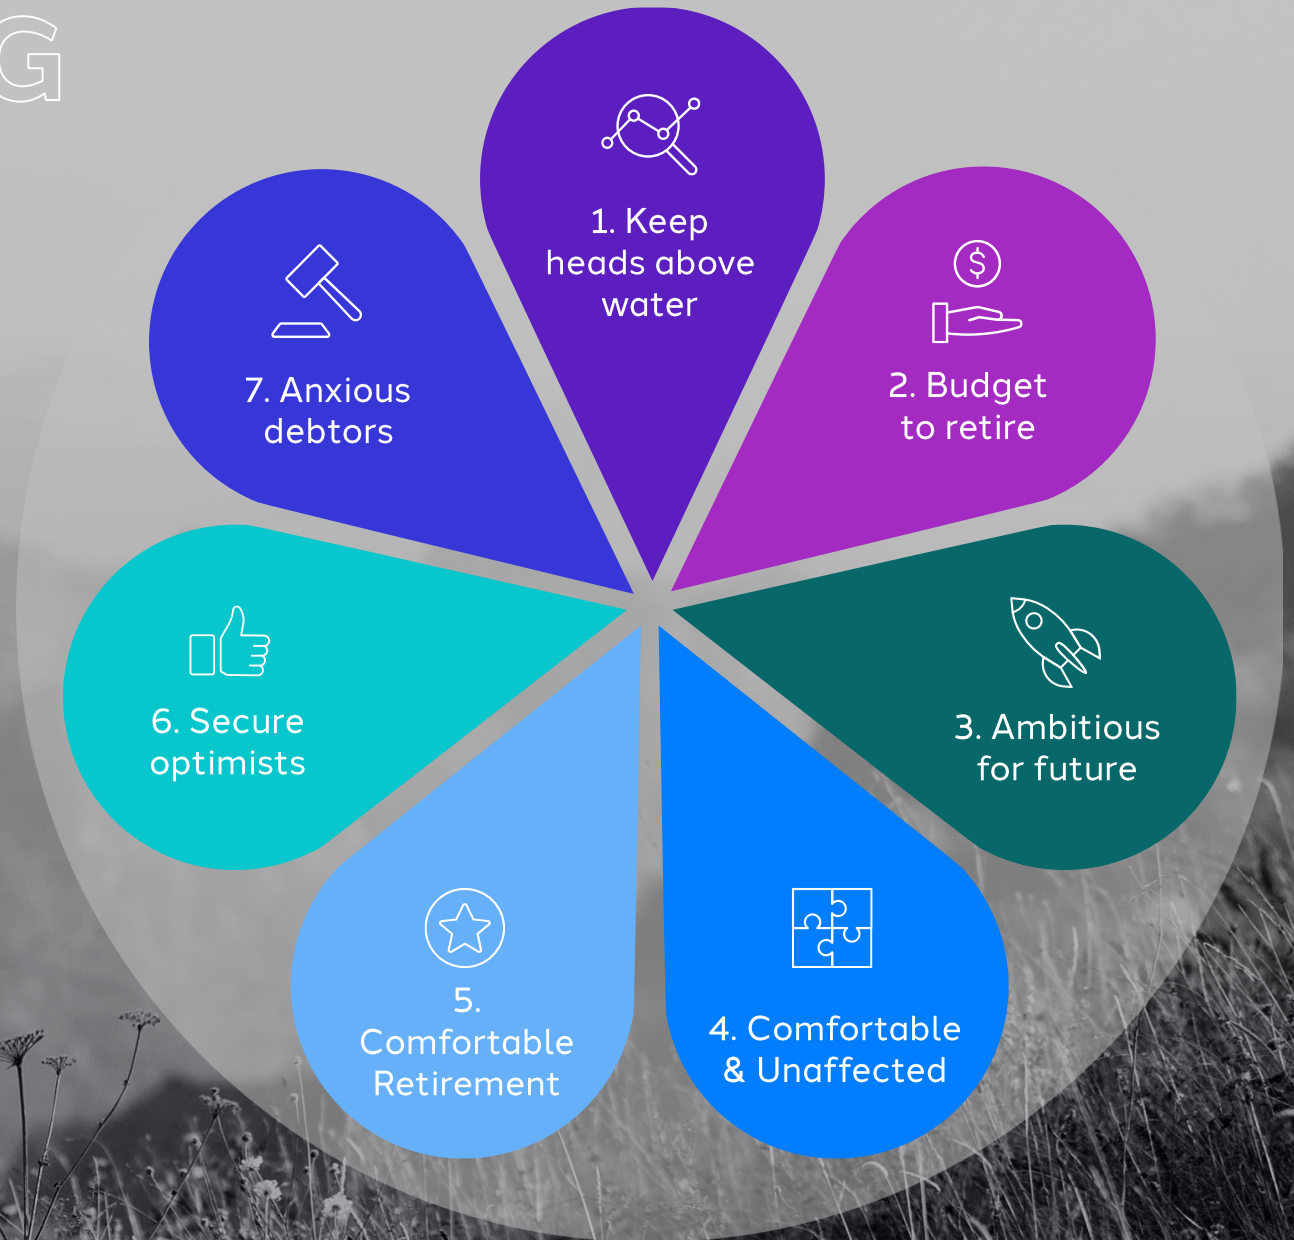 G
1. Keep
heads above
water
2. Budget
to retire
3. Ambitious
for future
4. Comfortable
& Unaffected
5.
Comfortable
Retirement
6. Secure
optimists
7. Anxious
debtors